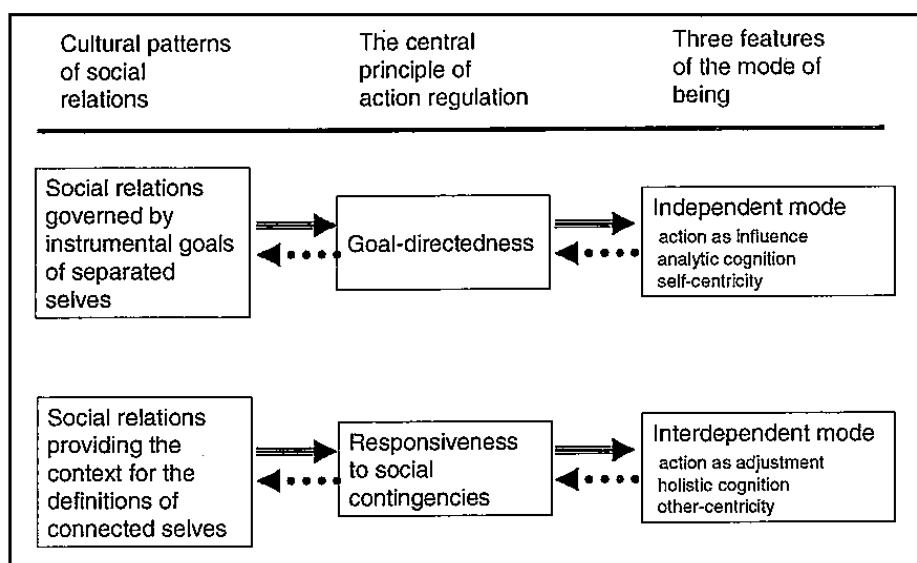 Cultural patterns
of social
relations
The central
principle of
action regulation
Three features
of the mode of
being
Social relations
governed by
instrumental goals
of separated
selves
Goal-directedness
Independent mode
action as influence
analytic cognition
self-centricity
Social relations
providing the
context for the
definitions of
connected selves
Responsiveness
to social
contingencies
Interdependent mode
action as adjustment
holistic cognition
other-centricity